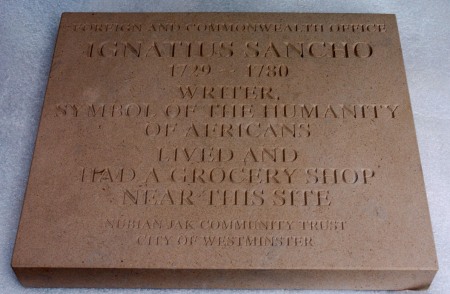 FOREIGN AND COMMONWEALTH OFFICE
IGNATIUS SANCHO
1729 - 1780
WRITER,
SYMBOL OF THE HUMANITY
OF AFRICANS
LIVED AND
HAD A GROCERY SHOP
NEAR THIS SITE
NUBIAN JAK COMMUNITY TRUST
CITY OF WESTMINSTER